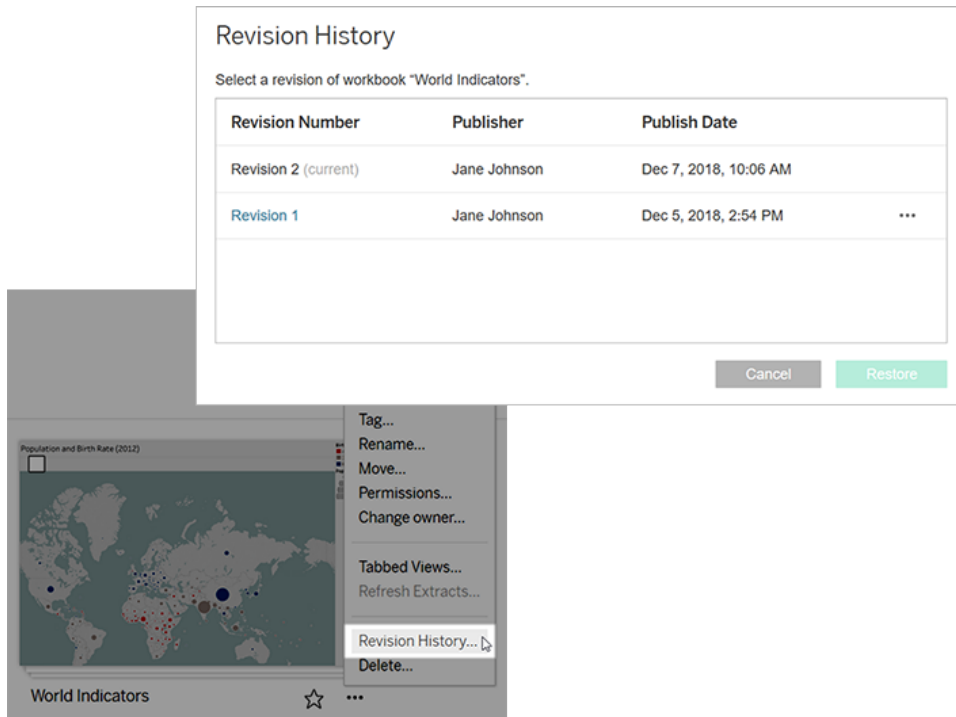 Revision History
Select a revision of workbook “World Indicators”.
Revision Number Publisher Publish Date
Revision 2 (current) Jane Johnson Dec 7, 2018, 10:06 AM
Revision 1 Jane Johnson Dec 5, 2018, 2:54 PM
Cancel Restore
Tag...
Rename...
Move...
Permissions...
Change owner...
Tabbed Views...
Refresh Extracts...
Revision History...
Delete...
Population and Birth Rate (2012)
World Indicators